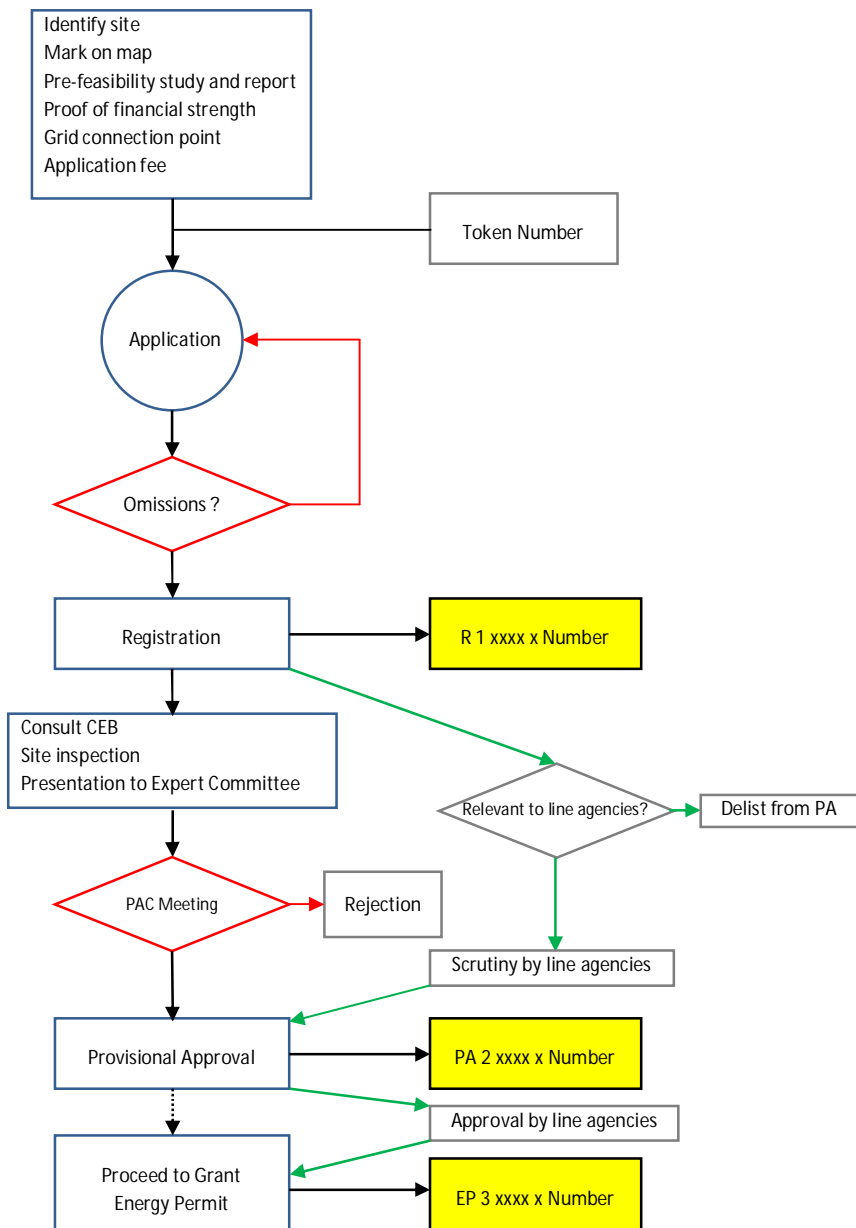 Identify site
Mark on map
Pre-feasibility study and report
Proof of financial strength
Grid connection point
Application fee
Token Number
Application
Omissions ?
Registration
R 1 xxxx x Number
Consult CEB
Site inspection
Presentation to Expert Committee
Relevant to line agencies?
Delist from PA
PAC Meeting
Rejection
Scrutiny by line agencies
Provisional Approval
PA 2 xxxx x Number
Approval by line agencies
Proceed to Grant
Energy Permit
EP 3 xxxx x Number